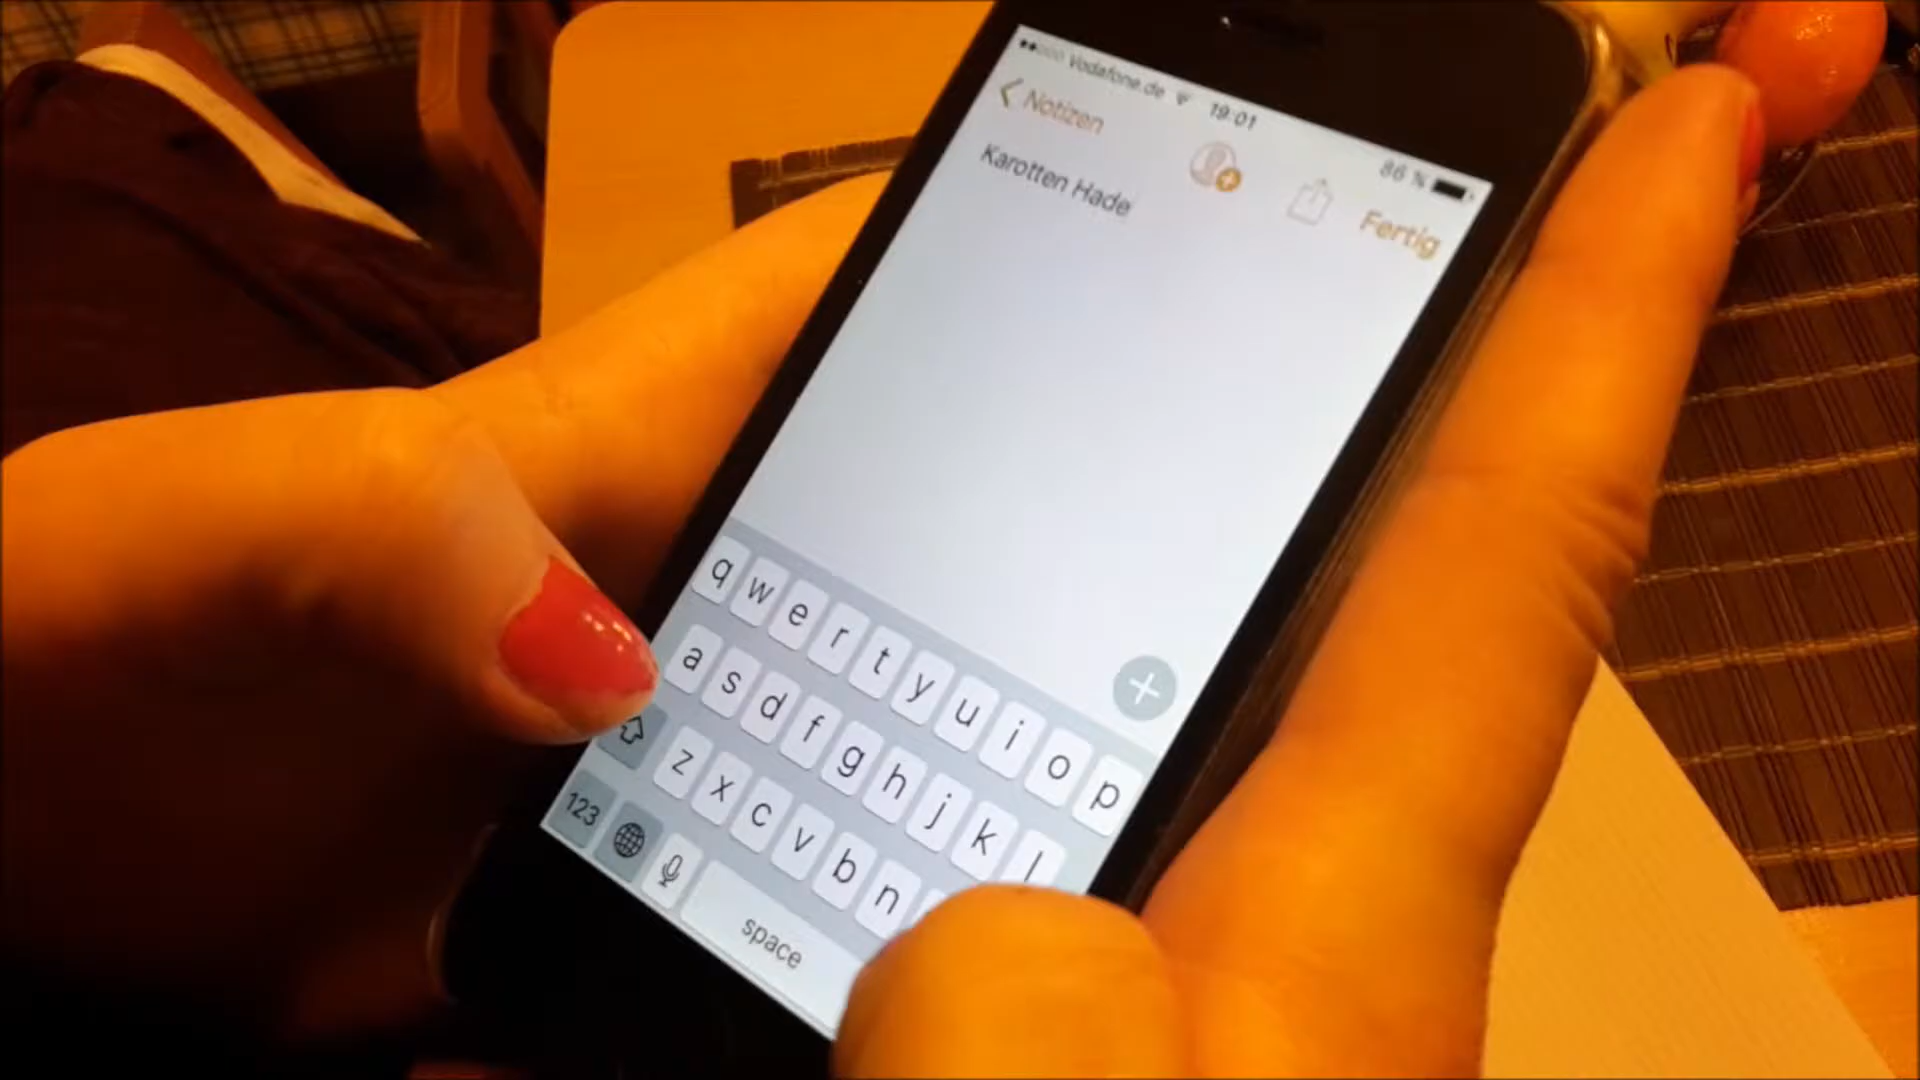 Vodafone.de 19:01 86 %
Notizen Fertig
Karotten Hade
q w e r t y u i o p
a s d f g h j k l
z x c v b n
123 space